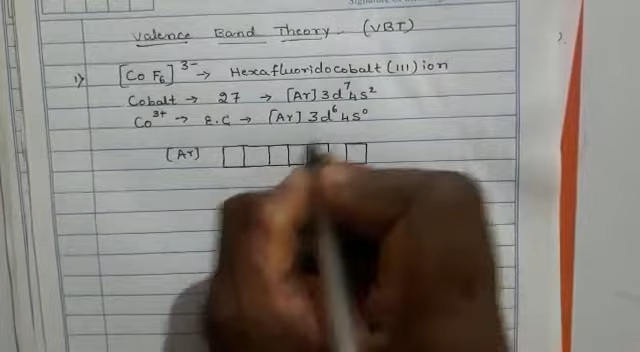 Valence Band Theory. (VBT)
1) [Co F₆]³⁻ → Hexafluoridocobalt (III) ion
Cobalt → 27 → [Ar] 3d⁷ 4s²
Co³⁺ → E.C → [Ar] 3d⁶ 4s⁰
[Ar]